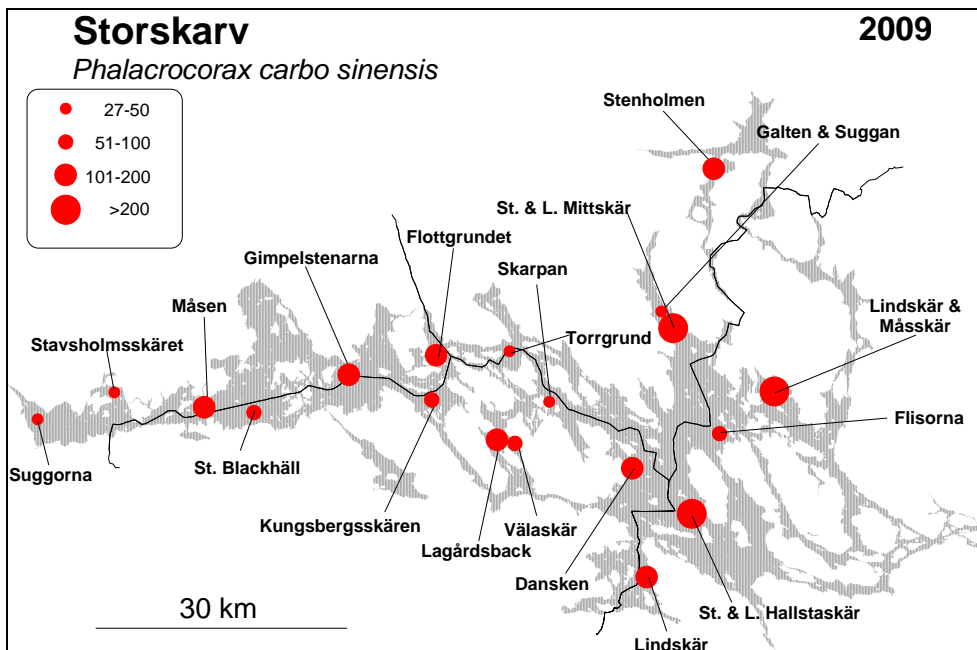 Storskarv
2009
Phalacrocorax carbo sinensis
27-50
51-100
101-200
>200
Stenholmen
Galten & Suggan
St. & L. Mittskär
Flottgrundet
Gimpelstenarna
Skarpan
Måsen
Lindskär &
Måsskär
Stavsholmsskäret
Torrgrund
Flisorna
Suggorna
St. Blackhäll
Kungsbergsskären
Välaskär
Lagårdsback
Dansken
St. & L. Hallstaskär
Lindskär
30 km